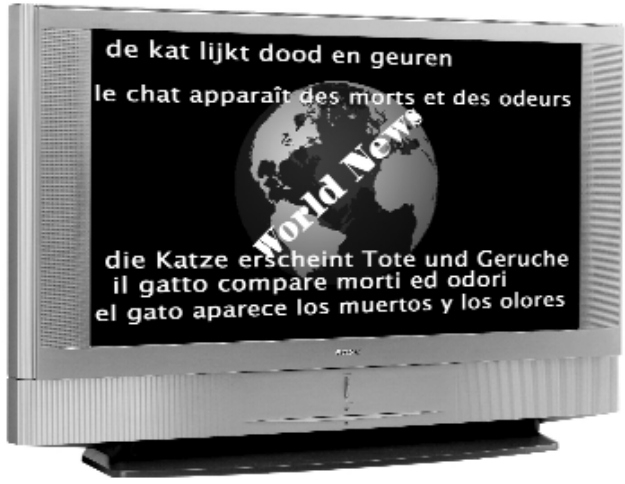 de kat lijkt dood en geuren
le chat apparaît des morts et des odeurs
World News
die Katze erscheint Tote und Geruche
il gatto compare morti ed odori
el gato aparece los muertos y los olores